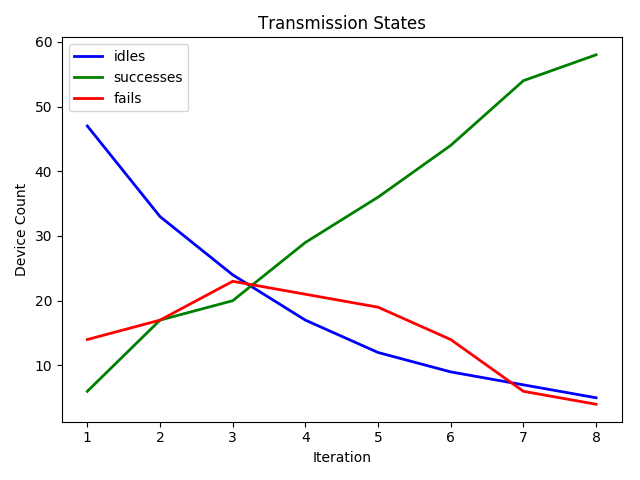 Transmission States
idles
successes
fails
Device Count
60
50
40
30
20
10
1 2 3 4 5 6 7 8
Iteration